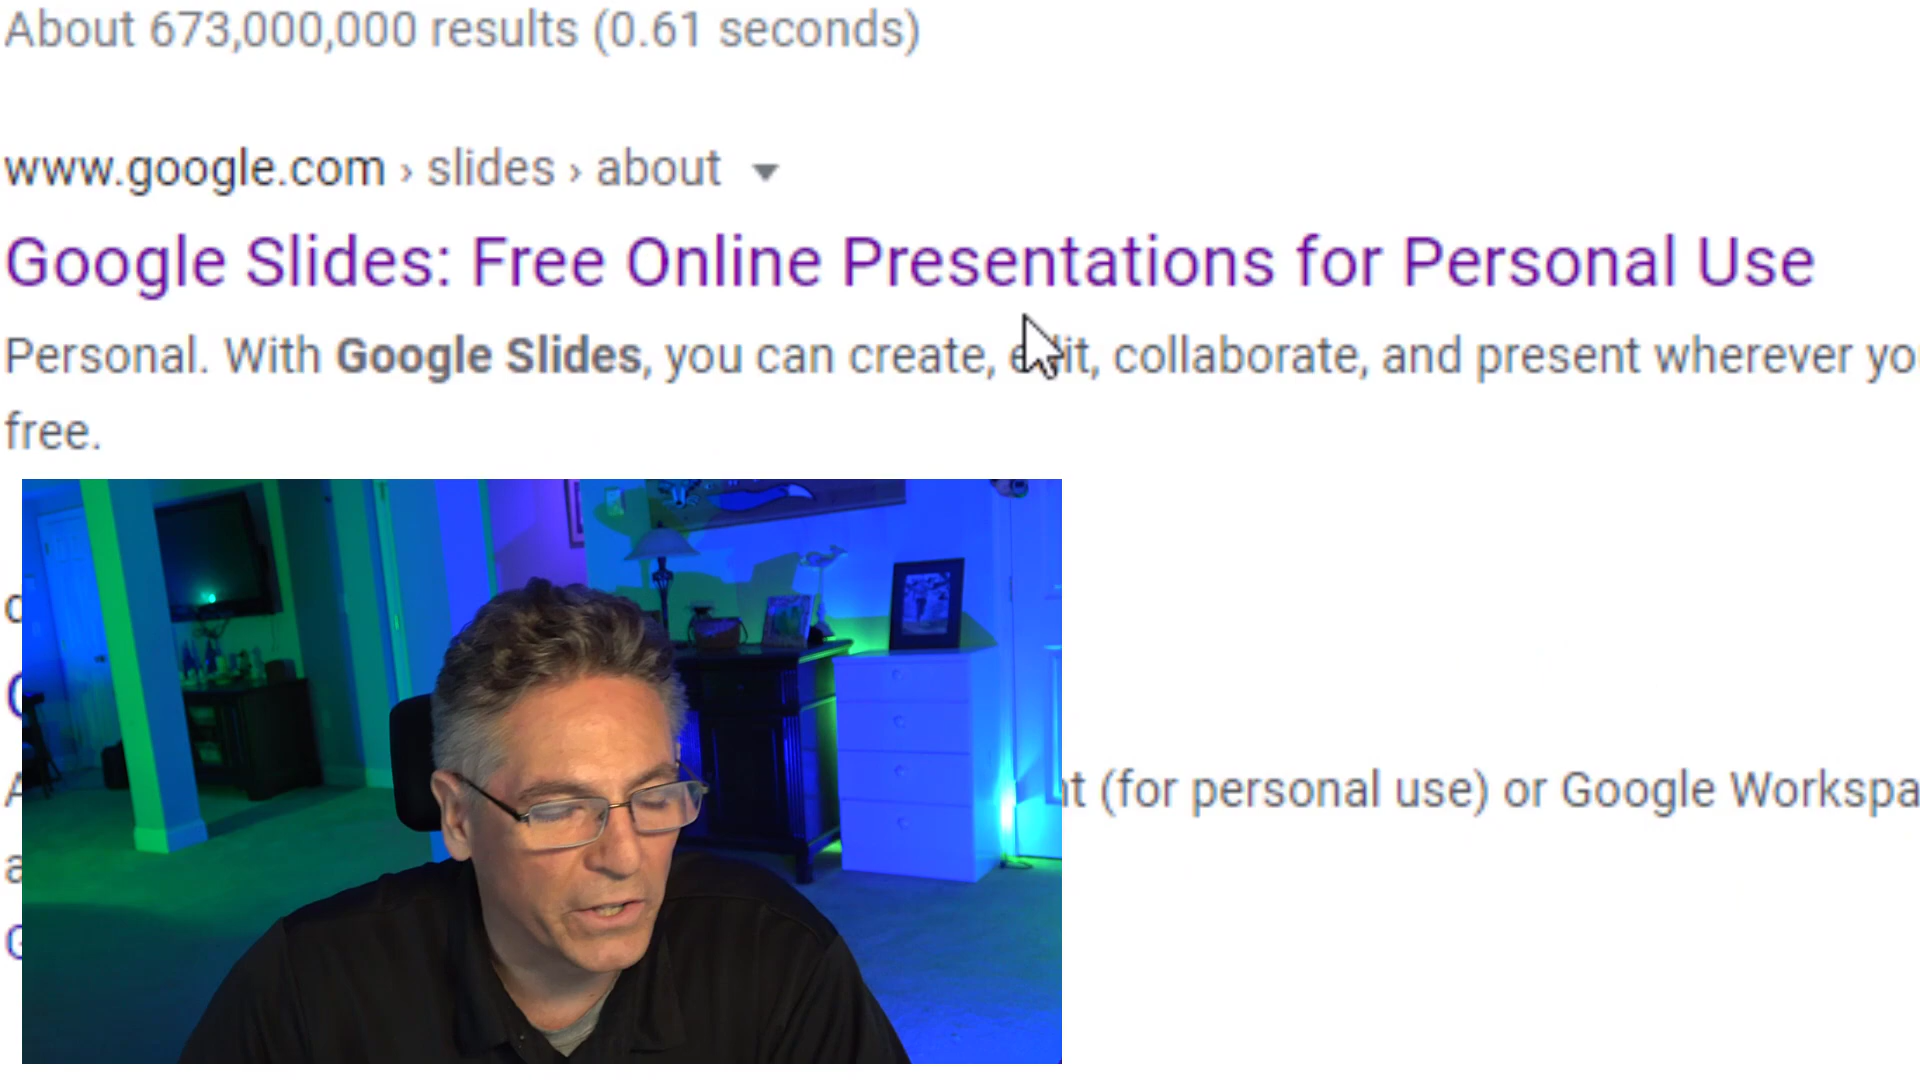 About 673,000,000 results (0.61 seconds)
www.google.com › slides › about
Google Slides: Free Online Presentations for Personal Use
Personal. With Google Slides, you can create, edit, collaborate, and present wherever
free.
(for personal use) or Google